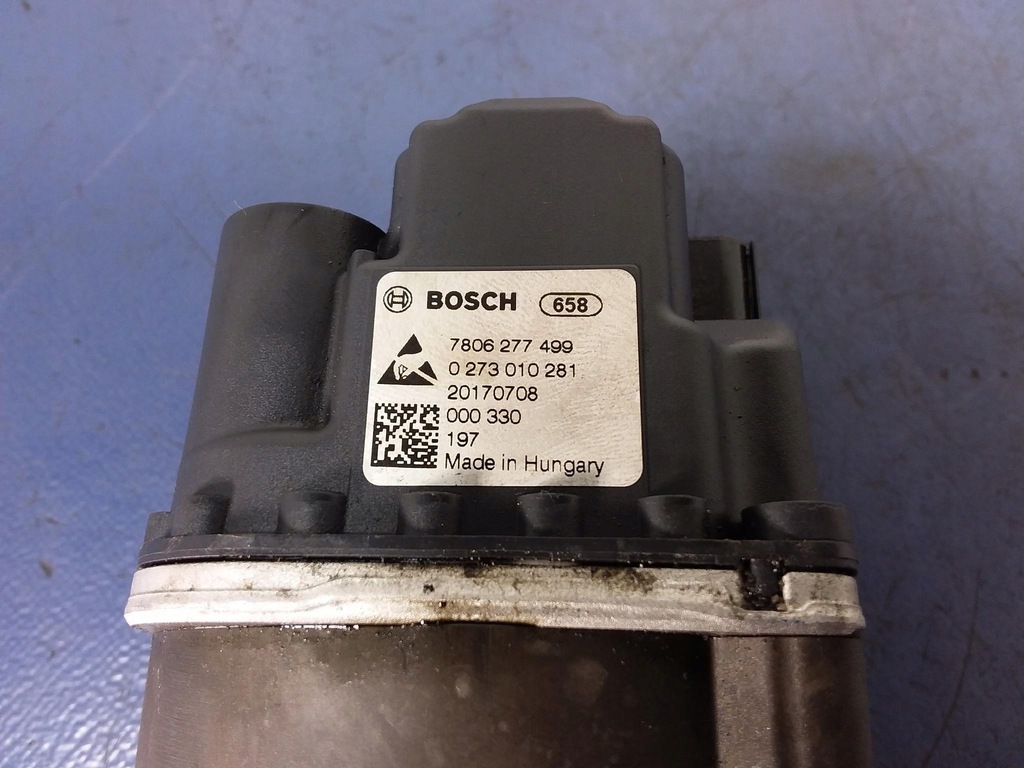 BOSCH 658
7806 277 499
0 273 010 281
20170708
000 330
197
Made in Hungary